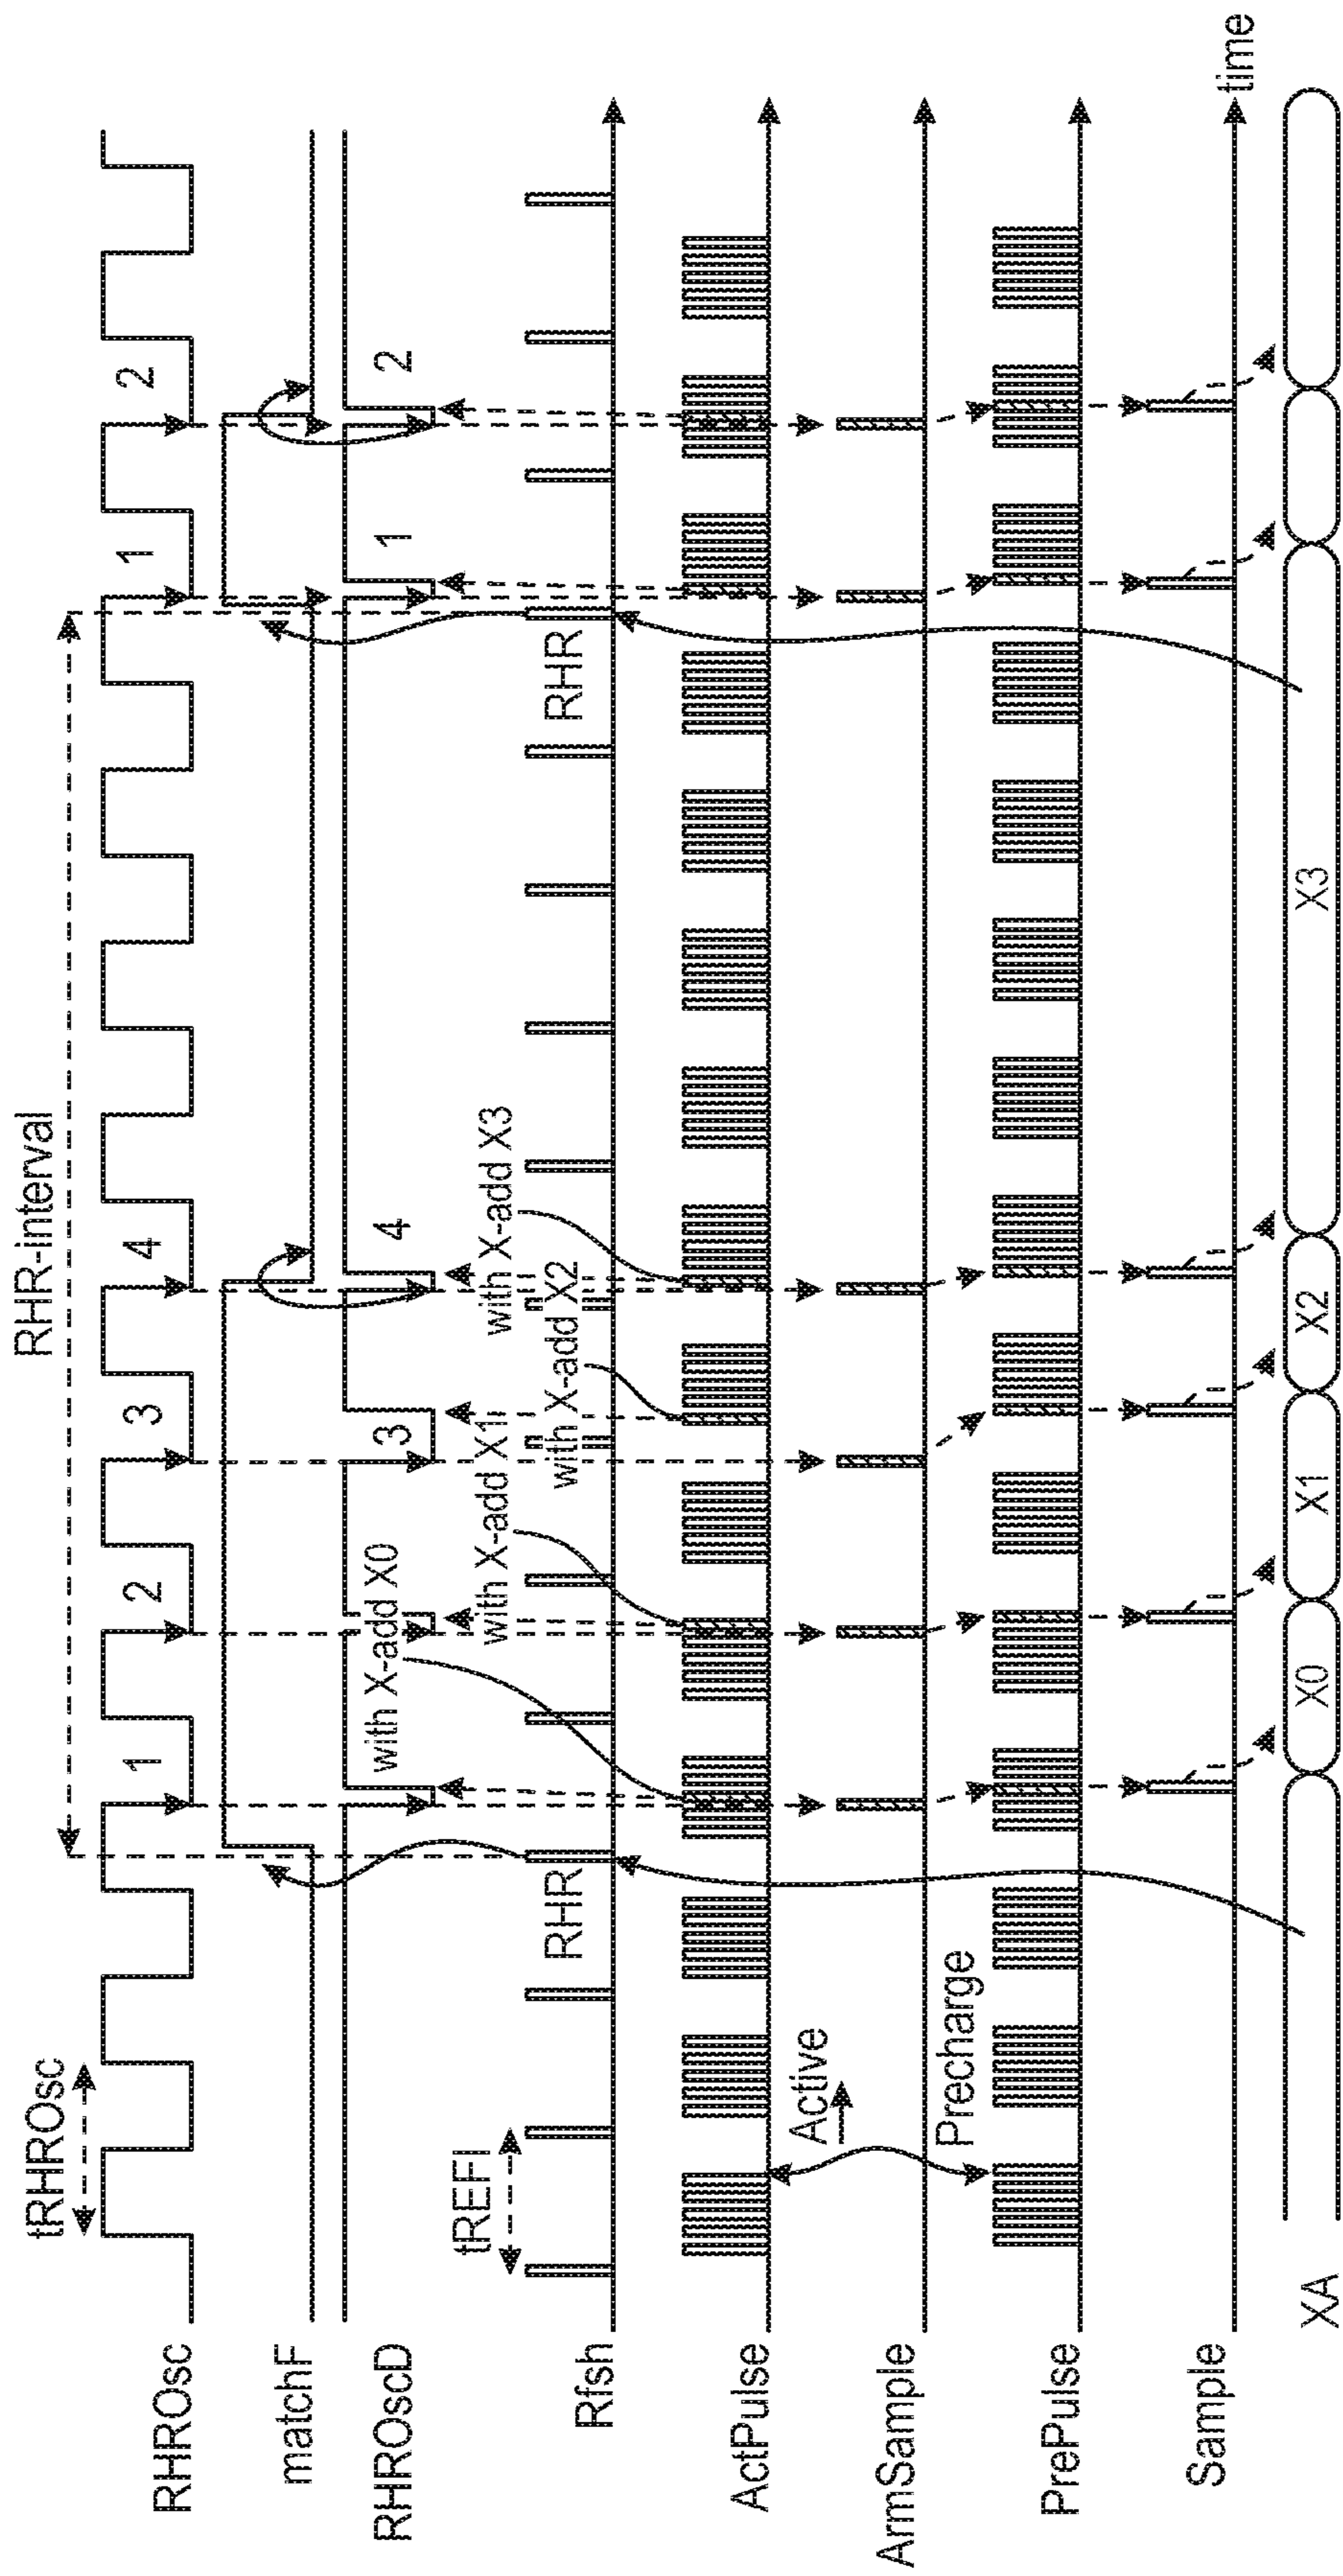 RHR-interval
tRHROsc
RHROsc
1
2
3
4
1
2
matchF
RHROscD
3
4
1
2
with X-add X0
with X-add X1
with X-add X2
with X-add X3
tREFI
Rfsh
RHR
RHR
ActPulse
Active
ArmSample
Precharge
PrePulse
Sample
time
XA
X0
X1
X2
X3